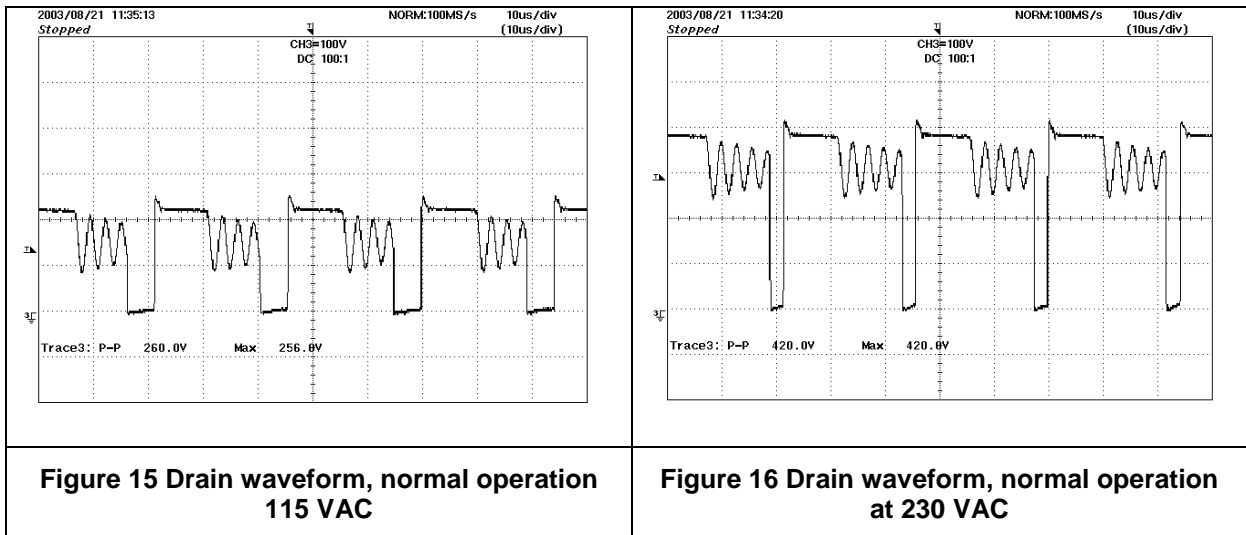 2003/08/21 11:35:13 NORM:100MS/s 10us/div
Stopped (10us/div)
CH3=100V
DC 100:1
Trace3: P-P 260.0V Max 256.0V
Figure 15 Drain waveform, normal operation
115 VAC
2003/08/21 11:34:20 NORM:100MS/s 10us/div
Stopped (10us/div)
CH3=100V
DC 100:1
Trace3: P-P 420.0V Max 420.0V
Figure 16 Drain waveform, normal operation
at 230 VAC